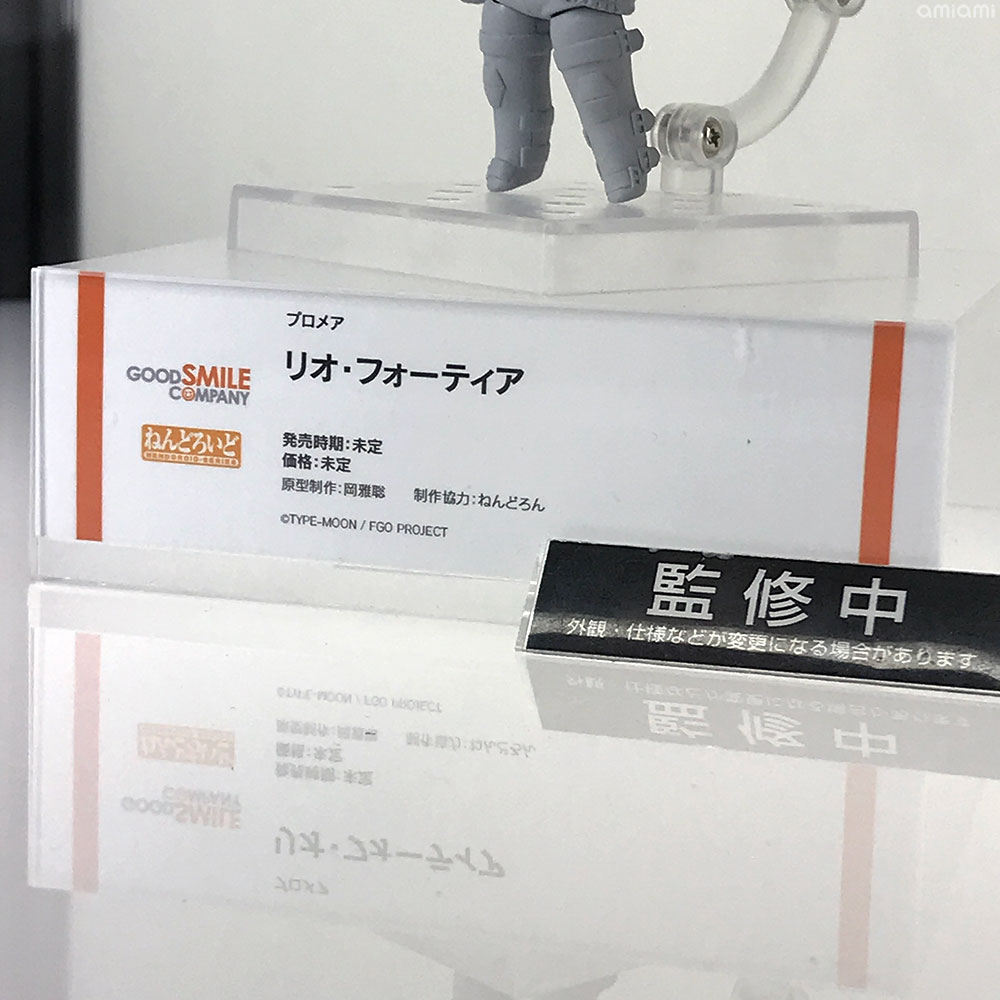 amiami
プロメア
リオ・フォーティア
GOOD SMILE
COMPANY
ねんどろいど
NENDOROID-SERIES
発売時期：未定
価格：未定
原型制作：岡雅聡 制作協力：ねんどろん
©TYPE-MOON / FGO PROJECT
監修中
外観・仕様などが変更になる場合があります。